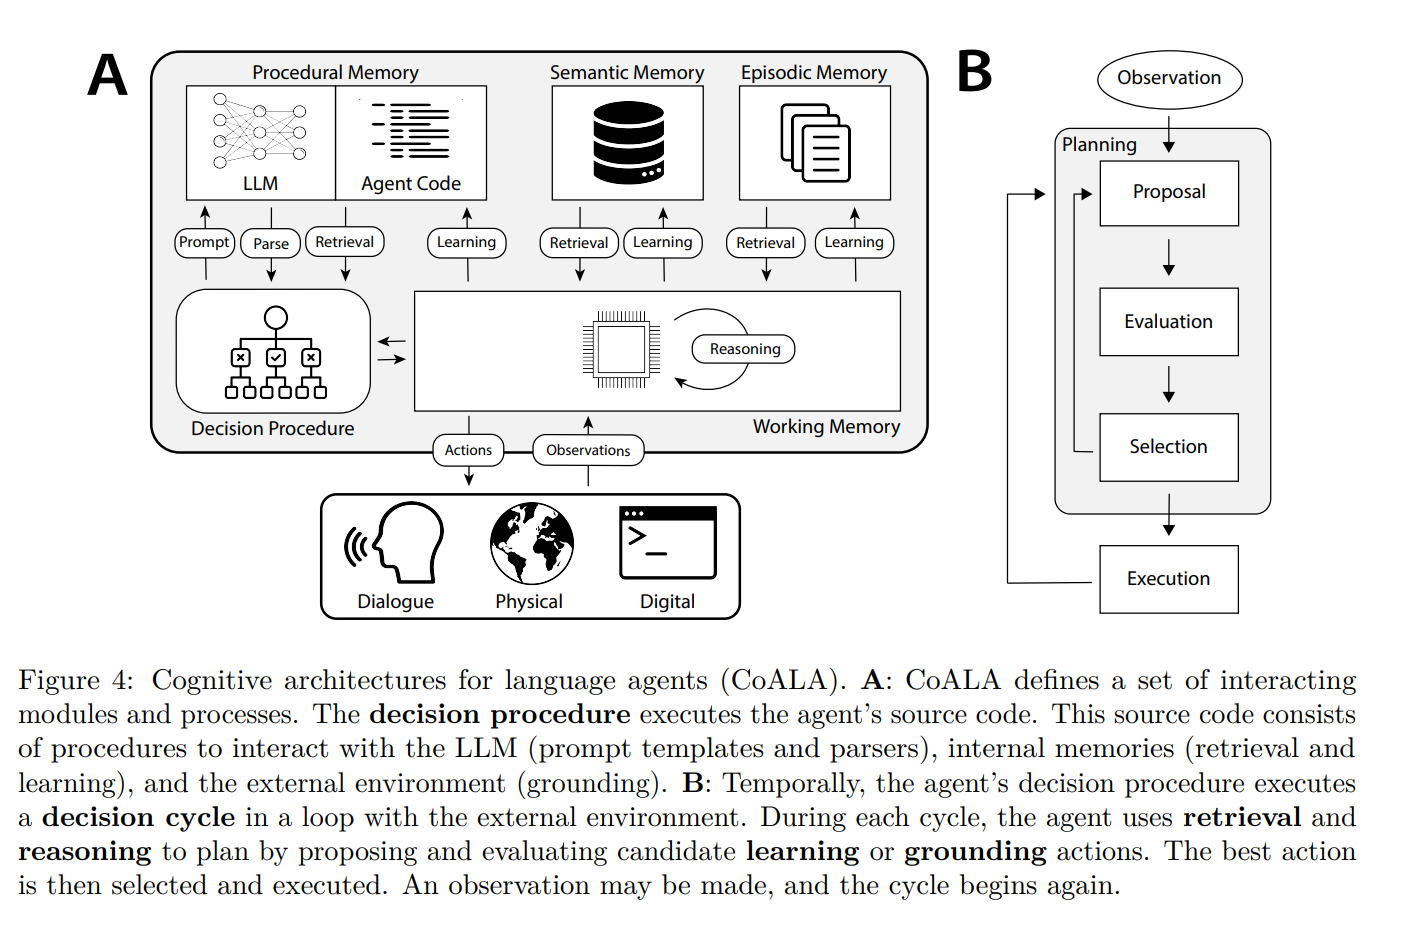 A
Procedural Memory
Semantic Memory
Episodic Memory
LLM
Agent Code
Prompt
Parse
Retrieval
Learning
Retrieval
Learning
Retrieval
Learning
Reasoning
Decision Procedure
Working Memory
Actions
Observations
Dialogue
Physical
Digital
B
Observation
Planning
Proposal
Evaluation
Selection
Execution
Figure 4: Cognitive architectures for language agents (CoALA). A: CoALA defines a set of interacting
modules and processes. The decision procedure executes the agent’s source code. This source code consists
of procedures to interact with the LLM (prompt templates and parsers), internal memories (retrieval and
learning), and the external environment (grounding). B: Temporally, the agent’s decision procedure executes
a decision cycle in a loop with the external environment. During each cycle, the agent uses retrieval and
reasoning to plan by proposing and evaluating candidate learning or grounding actions. The best action
is then selected and executed. An observation may be made, and the cycle begins again.